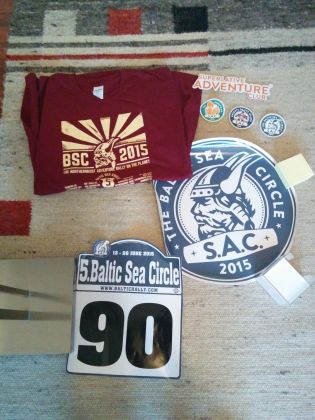 SUPERLATIVE
ADVENTURE
CLUB
BSC 2015
THE NORTHERNMOST ADVENTURE RALLY ON THE PLANET
5
THE BALTIC SEA CIRCLE
S.A.C.
2015
13 - 28 JUNE 2015
5.Baltic Sea Circle
WWW.BALTICRALLY.COM
90